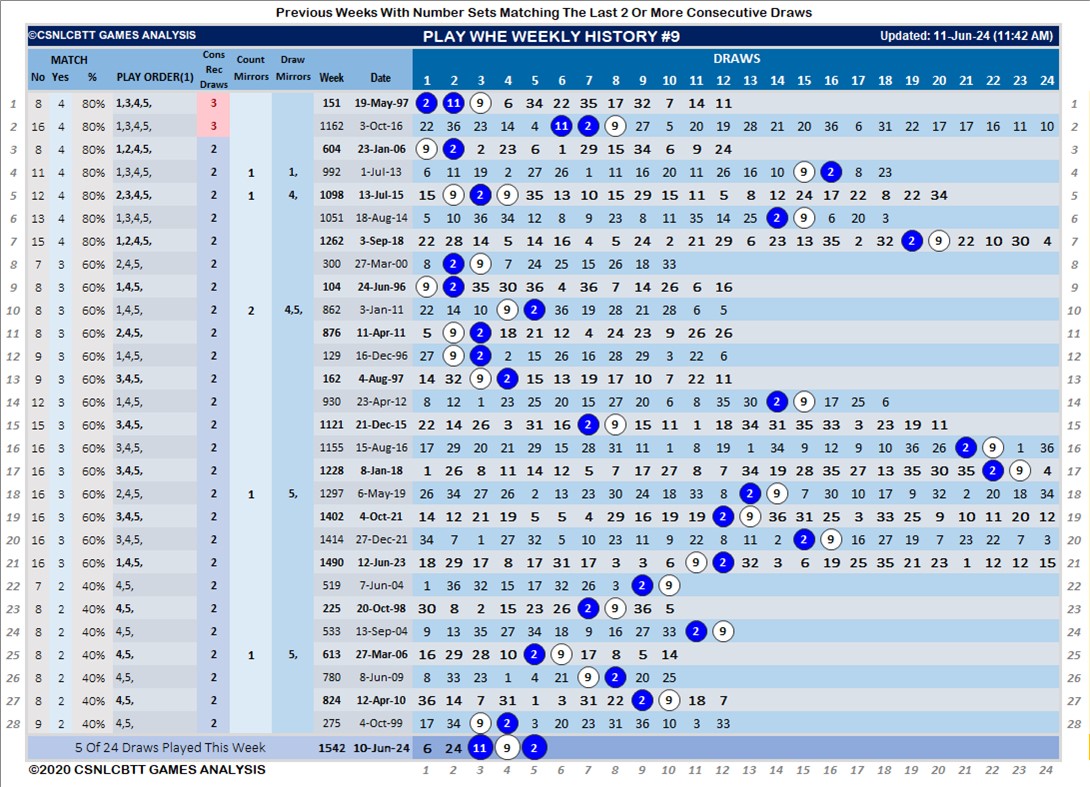 Previous Weeks With Number Sets Matching The Last 2 Or More Consecutive Draws
©CSNLCBTT GAMES ANALYSIS PLAY WHE WEEKLY HISTORY #9 Updated: 11-Jun-24 (11:42 AM)
MATCH Cons Rec Draws Count Mirrors Draw Mirrors DRAWS
No Yes % PLAY ORDER(1) Week Date 1 2 3 4 5 6 7 8 9 10 11 12 13 14 15 16 17 18 19 20 21 22 23 24
1 8 4 80% 1,3,4,5, 3 151 19-May-97 2 11 9 6 34 22 35 17 32 7 14 11 1
2 16 4 80% 1,3,4,5, 3 1162 3-Oct-16 22 36 23 14 4 11 2 9 27 5 20 19 28 21 20 36 6 31 22 17 17 16 11 10 2
3 8 4 80% 1,2,4,5, 2 604 23-Jan-06 9 2 2 23 6 1 29 15 34 6 9 24 3
4 11 4 80% 1,3,4,5, 2 1 1, 992 1-Jul-13 6 11 19 2 27 26 1 11 16 20 11 26 16 10 9 2 8 23 4
5 12 4 80% 2,3,4,5, 2 1 4, 1098 13-Jul-15 15 9 2 9 35 13 10 15 29 15 11 5 8 12 24 17 22 8 22 34 5
6 13 4 80% 1,3,4,5, 2 1051 18-Aug-14 5 10 36 34 12 8 9 23 8 11 35 14 25 2 9 6 20 3 6
7 15 4 80% 1,2,4,5, 2 1262 3-Sep-18 22 28 14 5 14 16 4 5 24 2 21 29 6 23 13 35 2 32 2 9 22 10 30 4 7
8 7 3 60% 2,4,5, 2 300 27-Mar-00 8 2 9 7 24 25 15 26 18 33 8
9 8 3 60% 1,4,5, 2 104 24-Jun-96 9 2 35 30 36 4 36 7 14 26 6 16 9
10 8 3 60% 1,4,5, 2 2 4,5, 862 3-Jan-11 22 14 10 9 2 36 19 28 21 28 6 5 10
11 8 3 60% 2,4,5, 2 876 11-Apr-11 5 9 2 18 21 12 4 24 23 9 26 26 11
12 9 3 60% 1,4,5, 2 129 16-Dec-96 27 9 2 2 15 26 16 28 29 3 22 6 12
13 9 3 60% 3,4,5, 2 162 4-Aug-97 14 32 9 2 15 13 19 17 10 7 22 11 13
14 12 3 60% 1,4,5, 2 930 23-Apr-12 8 12 1 23 25 20 15 27 20 6 8 35 30 2 9 17 25 6 14
15 15 3 60% 3,4,5, 2 1121 21-Dec-15 22 14 26 3 31 16 2 9 15 11 1 18 34 31 35 33 3 23 19 11 15
16 16 3 60% 3,4,5, 2 1155 15-Aug-16 17 29 20 21 29 15 28 31 11 1 8 19 1 34 9 12 9 10 36 26 2 9 1 36 16
17 16 3 60% 3,4,5, 2 1228 8-Jan-18 1 26 8 11 14 12 5 7 17 27 8 7 34 19 28 35 27 13 35 30 35 2 9 4 17
18 16 3 60% 2,4,5, 2 1 5, 1297 6-May-19 26 34 27 26 2 13 23 30 24 18 33 8 2 9 7 30 10 17 9 32 2 20 18 34 18
19 16 3 60% 3,4,5, 2 1402 4-Oct-21 14 12 21 19 5 5 4 29 16 19 19 2 9 36 31 25 3 33 25 9 10 11 20 12 19
20 16 3 60% 3,4,5, 2 1414 27-Dec-21 34 7 1 27 32 5 10 23 11 9 22 8 11 2 2 9 16 27 19 7 23 22 7 3 20
21 16 3 60% 1,4,5, 2 1490 12-Jun-23 18 29 17 8 17 31 17 3 3 6 9 2 32 3 6 19 25 35 21 23 1 12 12 15 21
22 7 2 40% 4,5, 2 519 7-Jun-04 1 36 32 15 17 32 26 3 2 9 22
23 8 2 40% 4,5, 2 225 20-Oct-98 30 8 2 15 23 26 2 9 36 5 23
24 8 2 40% 4,5, 2 533 13-Sep-04 9 13 35 27 34 18 9 16 27 33 2 9 24
25 8 2 40% 4,5, 2 1 5, 613 27-Mar-06 16 29 28 10 2 9 17 8 5 14 25
26 8 2 40% 4,5, 2 780 8-Jun-09 8 33 23 1 4 21 9 2 20 25 26
27 8 2 40% 4,5, 2 824 12-Apr-10 36 14 7 31 1 3 31 22 2 9 18 7 27
28 9 2 40% 4,5, 2 275 4-Oct-99 17 34 9 2 3 20 23 31 36 10 3 33 28
5 Of 24 Draws Played This Week 1542 10-Jun-24 6 24 11 9 2
©2020 CSNLCBTT GAMES ANALYSIS 1 2 3 4 5 6 7 8 9 10 11 12 13 14 15 16 17 18 19 20 21 22 23 24